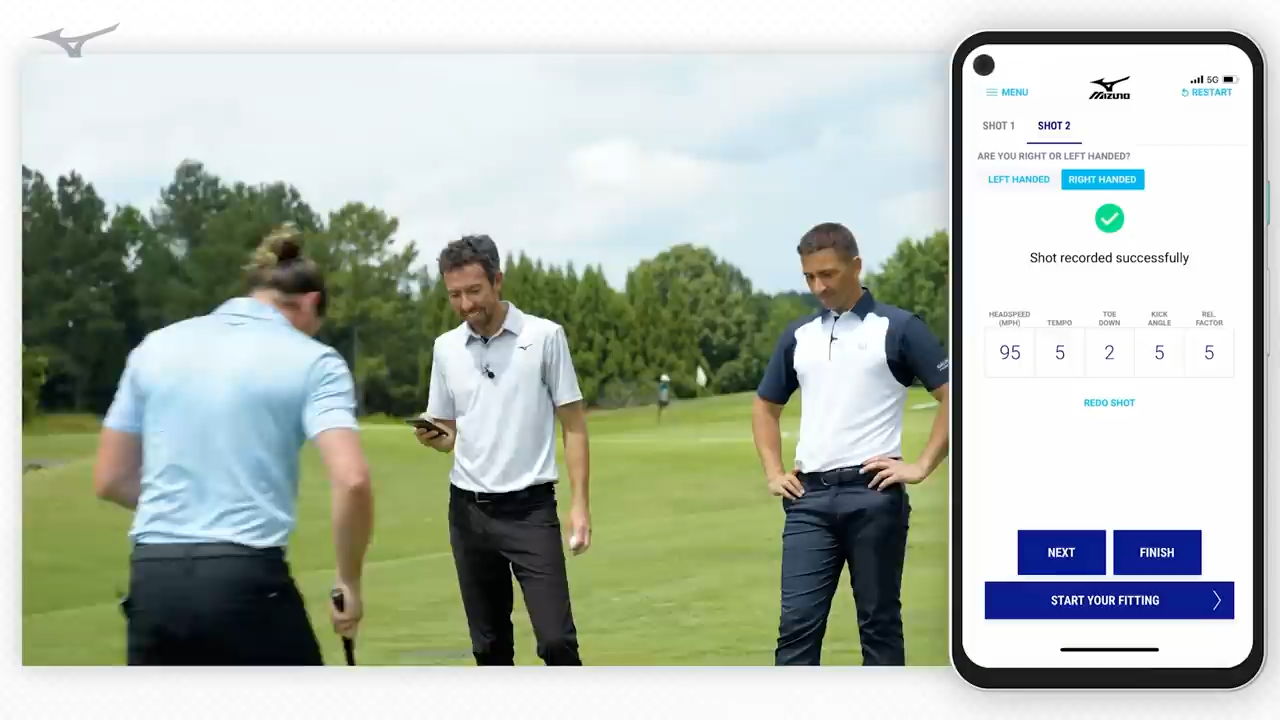 5G
MENU
MIZUNO
RESTART
SHOT 1
SHOT 2
ARE YOU RIGHT OR LEFT HANDED?
LEFT HANDED
RIGHT HANDED
Shot recorded successfully
HEADSPEED (MPH)
TEMPO
TOE DOWN
KICK ANGLE
REL. FACTOR
95
5
2
5
5
REDO SHOT
NEXT
FINISH
START YOUR FITTING